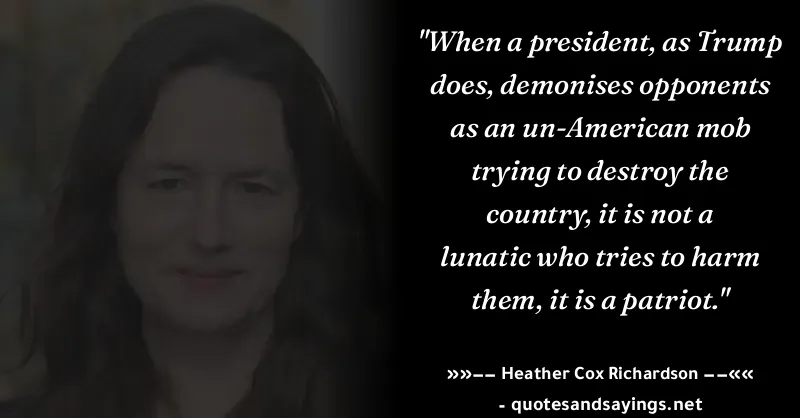 "When a president, as Trump
does, demonises opponents
as an un-American mob
trying to destroy the
country, it is not a
lunatic who tries to harm
them, it is a patriot."
»»−− Heather Cox Richardson −−««
- quotesandsayings.net